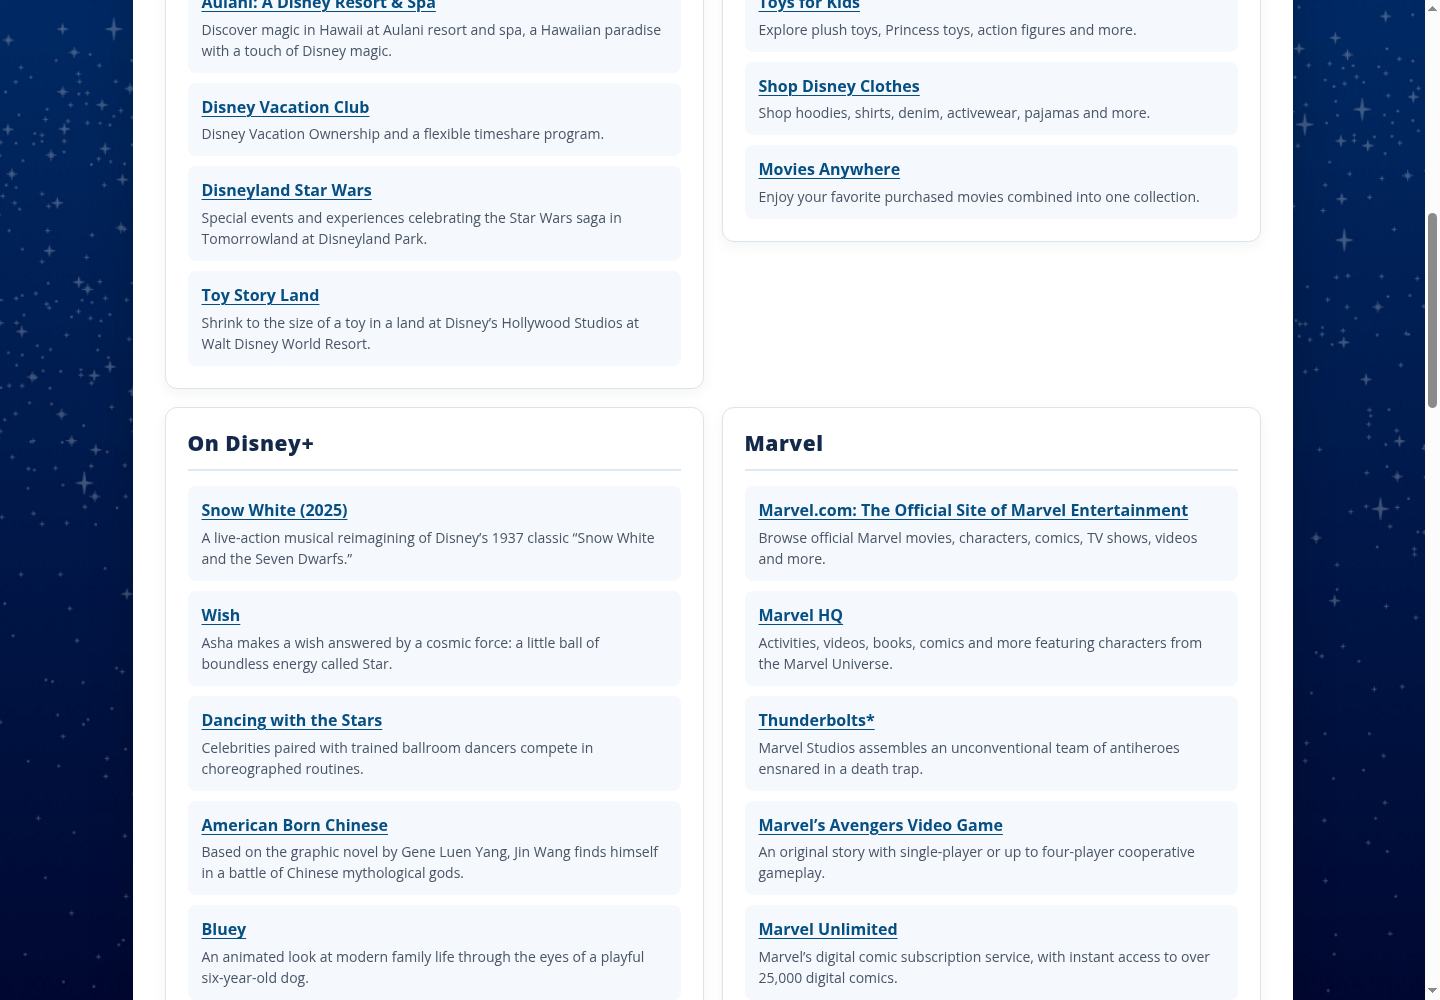 Aulani: A Disney Resort & Spa
Discover magic in Hawaii at Aulani resort and spa, a Hawaiian paradise
with a touch of Disney magic.
Disney Vacation Club
Disney Vacation Ownership and a flexible timeshare program.
Disneyland Star Wars
Special events and experiences celebrating the Star Wars saga in
Tomorrowland at Disneyland Park.
Toy Story Land
Shrink to the size of a toy in a land at Disney’s Hollywood Studios at
Walt Disney World Resort.
Toys for Kids
Explore plush toys, Princess toys, action figures and more.
Shop Disney Clothes
Shop hoodies, shirts, denim, activewear, pajamas and more.
Movies Anywhere
Enjoy your favorite purchased movies combined into one collection.
On Disney+
Snow White (2025)
A live-action musical reimagining of Disney’s 1937 classic “Snow White
and the Seven Dwarfs.”
Wish
Asha makes a wish answered by a cosmic force: a little ball of
boundless energy called Star.
Dancing with the Stars
Celebrities paired with trained ballroom dancers compete in
choreographed routines.
American Born Chinese
Based on the graphic novel by Gene Luen Yang, Jin Wang finds himself
in a battle of Chinese mythological gods.
Bluey
An animated look at modern family life through the eyes of a playful
six-year-old dog.
Marvel
Marvel.com: The Official Site of Marvel Entertainment
Browse official Marvel movies, characters, comics, TV shows, videos
and more.
Marvel HQ
Activities, videos, books, comics and more featuring characters from
the Marvel Universe.
Thunderbolts*
Marvel Studios assembles an unconventional team of antiheroes
ensnared in a death trap.
Marvel’s Avengers Video Game
An original story with single-player or up to four-player cooperative
gameplay.
Marvel Unlimited
Marvel’s digital comic subscription service, with instant access to over
25,000 digital comics.